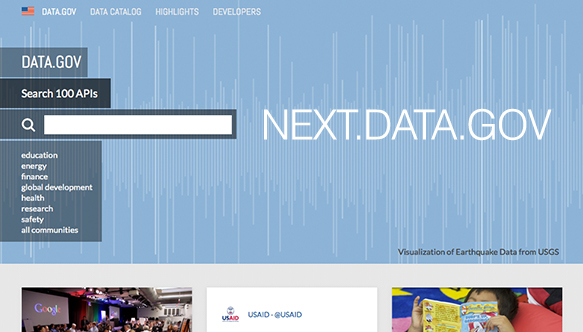 DATA.GOV DATA CATALOG HIGHLIGHTS DEVELOPERS
DATA.GOV
Search 100 APIs
NEXT.DATA.GOV
education
energy
finance
global development
health
research
safety
all communities
Visualization of Earthquake Data from USGS
Google
USAID
USAID - @USAID